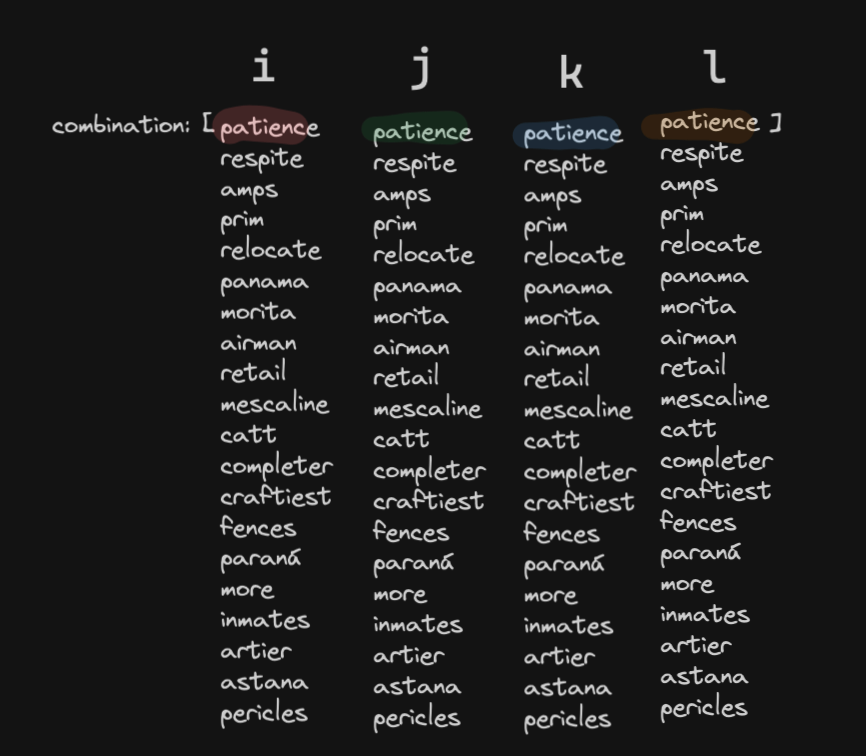 i j k l
combination: [ patience patience patience patience ]
respite respite respite respite
amps amps amps amps
prim prim prim prim
relocate relocate relocate relocate
panama panama panama panama
morita morita morita morita
airman airman airman airman
retail retail retail retail
mescaline mescaline mescaline mescaline
catt catt catt catt
completer completer completer completer
craftiest craftiest craftiest craftiest
fences fences fences fences
paraná paraná paraná paraná
more more more more
inmates inmates inmates inmates
artier artier artier artier
astana astana astana astana
pericles pericles pericles pericles